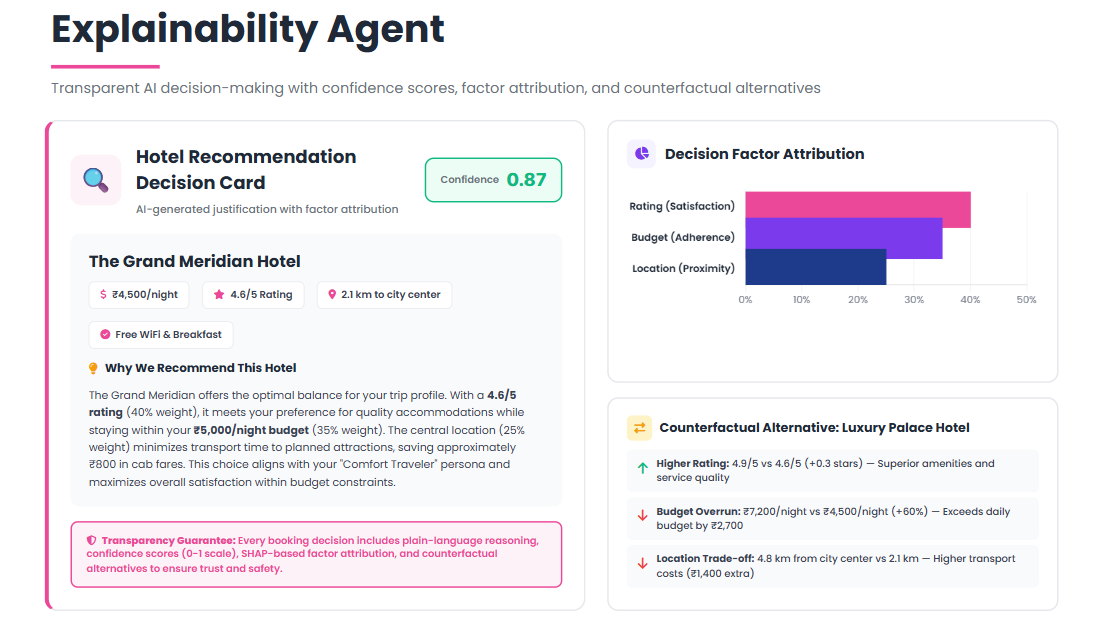 Explainability Agent
Transparent AI decision-making with confidence scores, factor attribution, and counterfactual alternatives
Hotel Recommendation
Decision Card
AI-generated justification with factor attribution
Confidence 0.87
The Grand Meridian Hotel
$ ₹4,500/night
4.6/5 Rating
2.1 km to city center
Free WiFi & Breakfast
Why We Recommend This Hotel
The Grand Meridian offers the optimal balance for your trip profile. With a 4.6/5
rating (40% weight), it meets your preference for quality accommodations while
staying within your ₹5,000/night budget (35% weight). The central location (25%
weight) minimizes transport time to planned attractions, saving approximately
₹800 in cab fares. This choice aligns with your "Comfort Traveler" persona and
maximizes overall satisfaction within budget constraints.
Transparency Guarantee: Every booking decision includes plain-language reasoning,
confidence scores (0-1 scale), SHAP-based factor attribution, and counterfactual
alternatives to ensure trust and safety.
Decision Factor Attribution
Rating (Satisfaction)
Budget (Adherence)
Location (Proximity)
0% 10% 20% 30% 40% 50%
Counterfactual Alternative: Luxury Palace Hotel
Higher Rating: 4.9/5 vs 4.6/5 (+0.3 stars) — Superior amenities and
service quality
Budget Overrun: ₹7,200/night vs ₹4,500/night (+60%) — Exceeds daily
budget by ₹2,700
Location Trade-off: 4.8 km from city center vs 2.1 km — Higher transport
costs (₹1,400 extra)